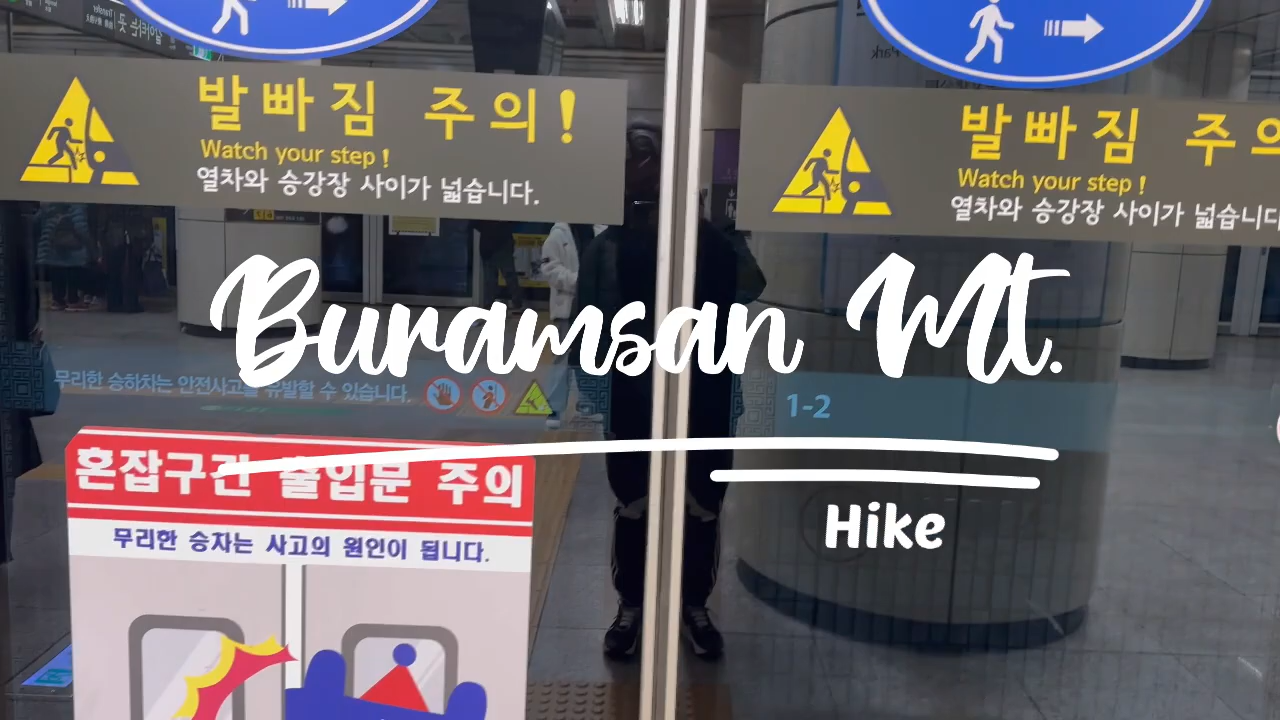 발빠짐 주의!
Watch your step !
열차와 승강장 사이가 넓습니다.
발빠짐 주의
Watch your step !
열차와 승강장 사이가 넓습니다
Buramsan Mt.
무리한 승하차는 안전사고를 유발할 수 있습니다.
1-2
혼잡구간 출입문 주의
무리한 승차는 사고의 원인이 됩니다.
Hike